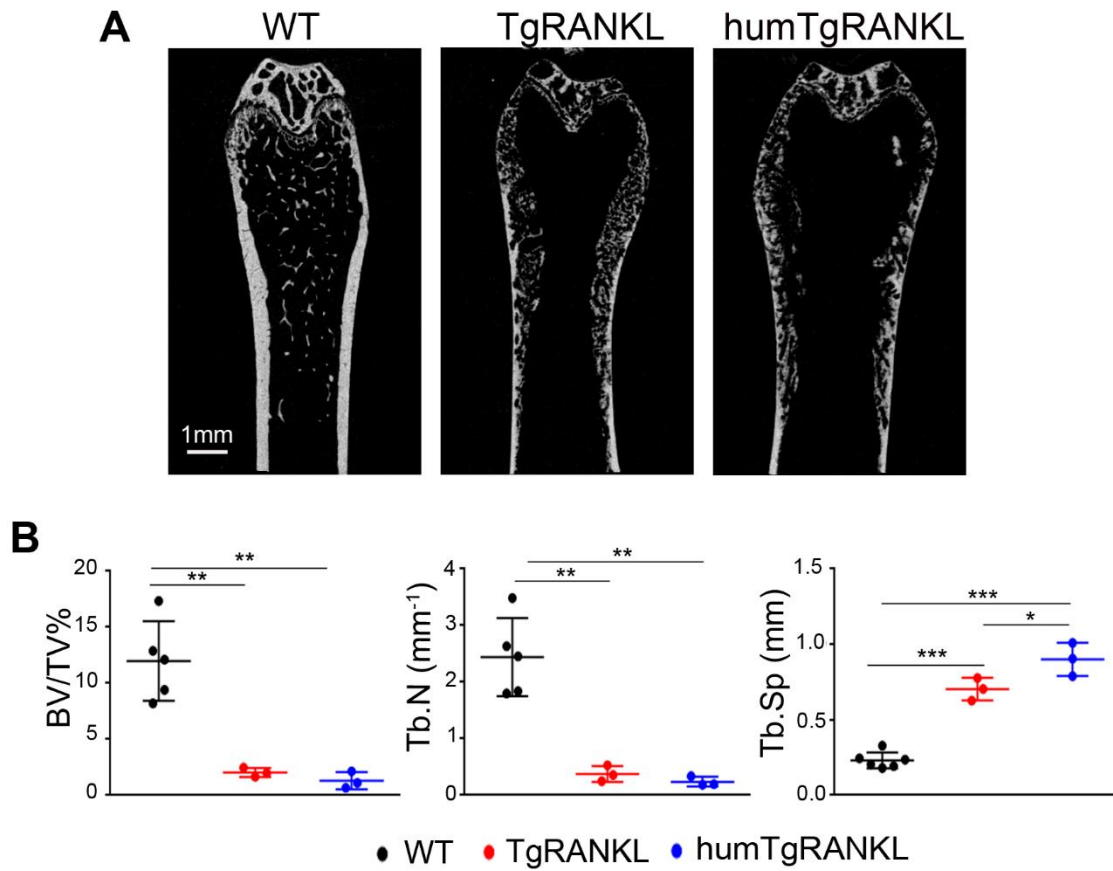 A
WT
TgRANKL
humTgRANKL
1mm
B
BV/TV%
20
15
10
5
0
**
**
Tb.N (mm⁻¹)
4
3
2
1
0
**
**
Tb.Sp (mm)
1.5
1.0
0.5
0.0
***
*
***
WT
TgRANKL
humTgRANKL